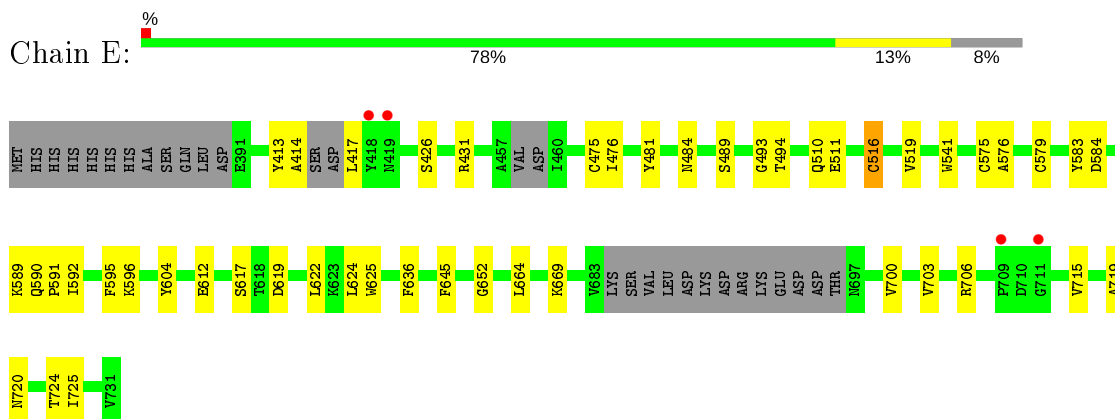 %
Chain E:
78% 13% 8%
MET HIS HIS HIS HIS HIS HIS ALA SER GLN LEU ASP E391 Y413 A414 SER ASP L417 Y418 N419 S426 R431 A457 VAL ASP I460 C475 I476 Y481 N484 S489 G493 T494 Q510 E511 C516 V519 W541 C575 A576 C579 Y583 D584
K589 Q590 P591 I592 F595 K596 Y604 E612 S617 T618 D619 L622 K623 L624 W625 F636 F645 G652 L664 K669 V683 LYS SER VAL LEU ASP LYS ASP ARG LYS GLU ASP ASP THR N697 V700 V703 R706 P709 D710 G711 V715 A719
N720 T724 I725 V731